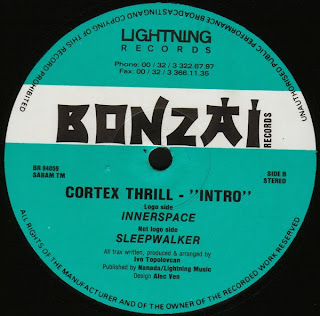 LIGHTNING
RECORDS
Phone: 00 / 32 / 3 322.67.97
Fax: 00 / 32 / 3 366.11.35
UNAUTHORISED PUBLIC PERFORMANCE BROADCASTING AND COPYING OF THIS RECORD PROHIBITED
BONZAI
RECORDS
BR 94059
SABAM TM
SIDE B
STEREO
CORTEX THRILL - "INTRO"
Logo side
INNERSPACE
Not logo side
SLEEPWALKER
All trax written, produced & arranged by
Ivo Topolovcan
Published by Nanada/Lightning Music
Design Alec Ven
ALL RIGHTS OF THE MANUFACTURER AND OF THE OWNER OF THE RECORDED WORK RESERVED